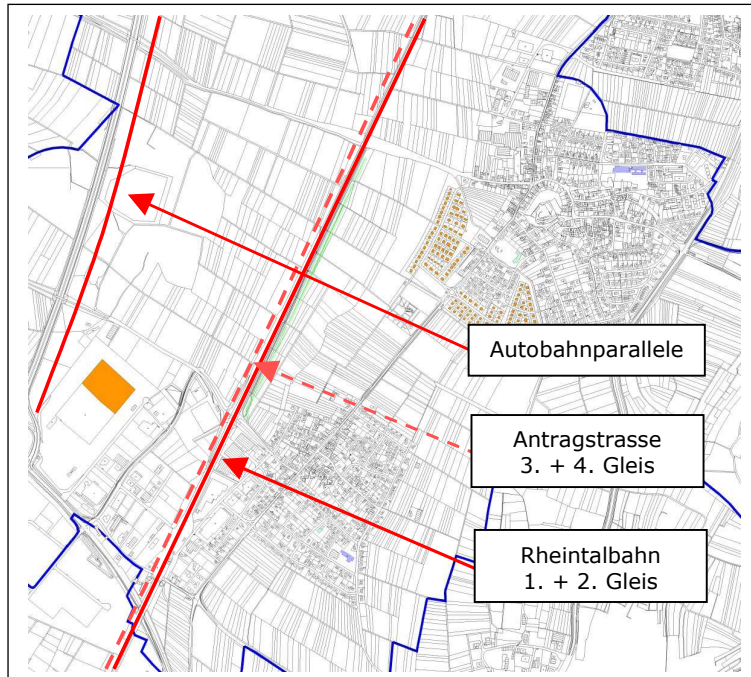 Autobahnparallele
Antragstrasse
3. + 4. Gleis
Rheintalbahn
1. + 2. Gleis